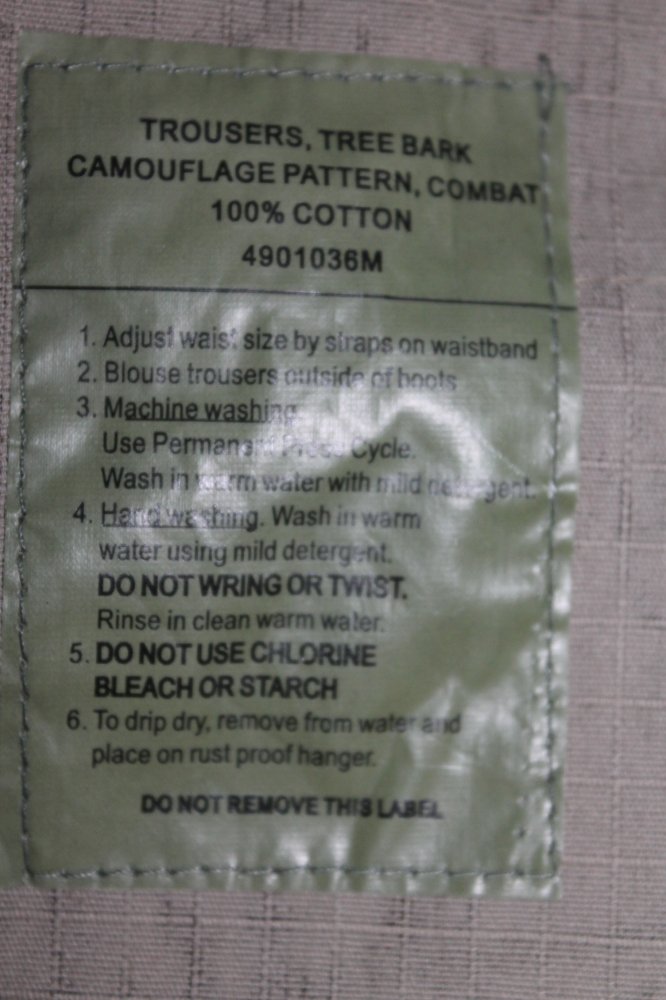 TROUSERS, TREE BARK
CAMOUFLAGE PATTERN, COMBAT
100% COTTON
4901036M
1. Adjust waist size by straps on waistband
2. Blouse trousers outside of boots
3. Machine washing.
Use Permanent Press Cycle.
Wash in warm water with mild detergent.
4. Hand washing. Wash in warm
water using mild detergent.
DO NOT WRING OR TWIST.
Rinse in clean warm water.
5. DO NOT USE CHLORINE
BLEACH OR STARCH
6. To drip dry, remove from water and
place on rust proof hanger.
DO NOT REMOVE THIS LABEL